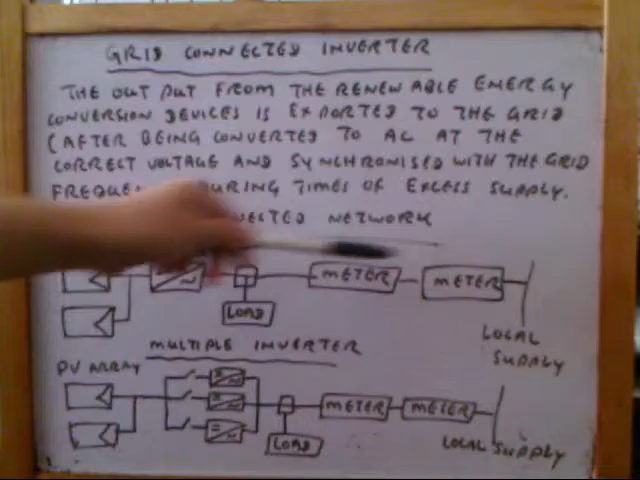 GRID CONNECTED INVERTER
THE OUT PUT FROM THE RENEWABLE ENERGY
CONVERSION DEVICES IS EXPORTED TO THE GRID
(AFTER BEING CONVERTED TO AC AT THE
CORRECT VOLTAGE AND SYNCHRONISED WITH THE GRID
DURING TIMES OF EXCESS SUPPLY.
NETWORK
LOAD
METER
METER
LOCAL
SUPPLY
MULTIPLE INVERTER
PV ARRAY
LOAD
METER
METER
LOCAL SUPPLY